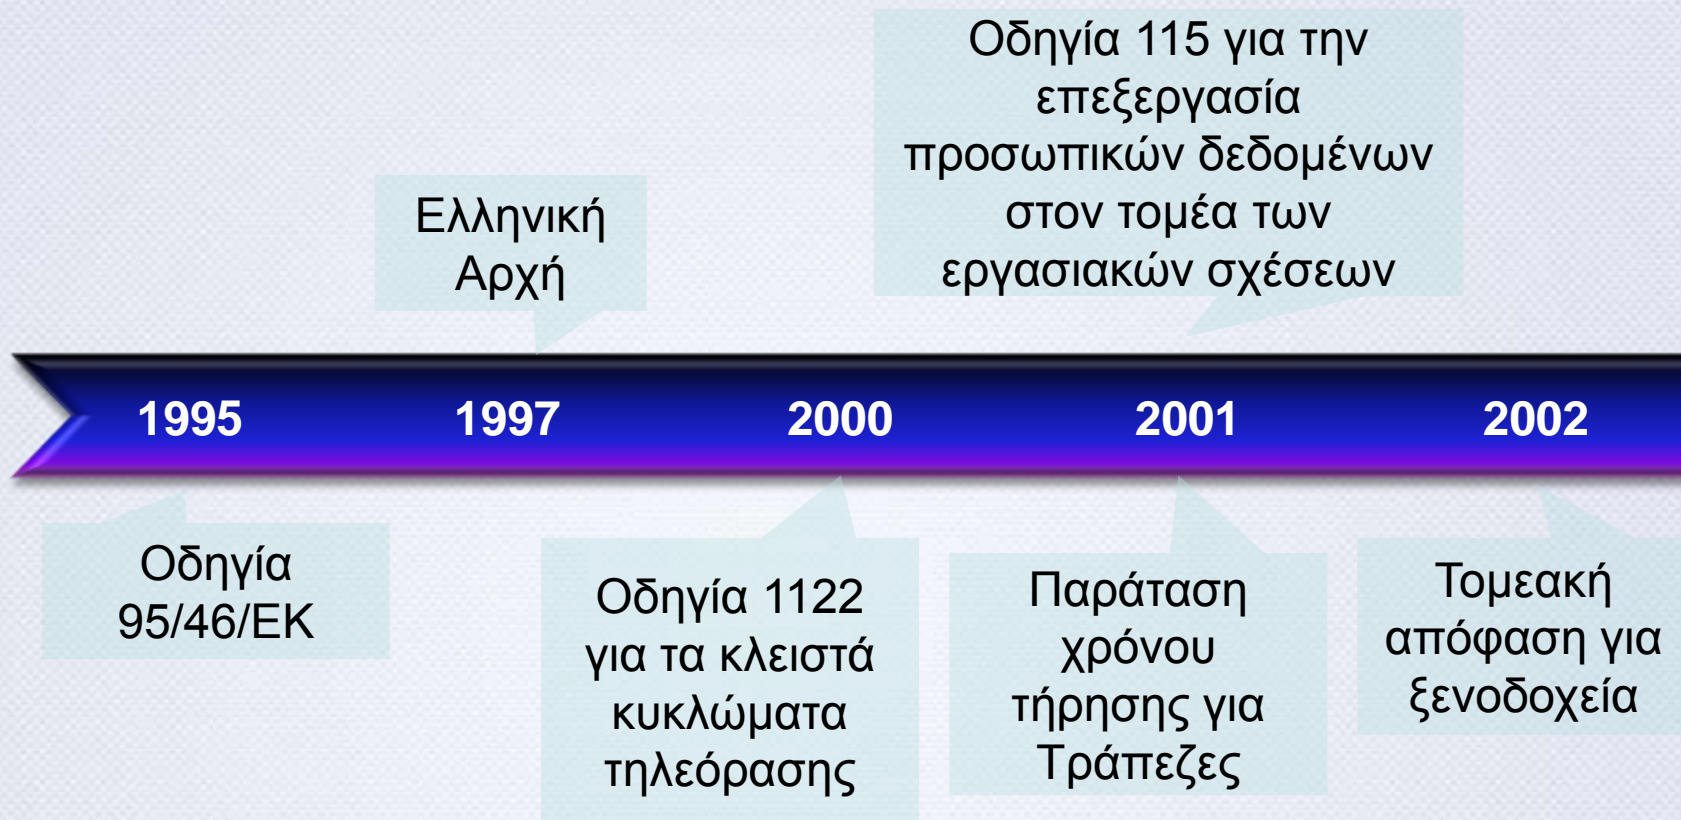 Οδηγία 115 για την
επεξεργασία
προσωπικών δεδομένων
στον τομέα των
εργασιακών σχέσεων
Ελληνική
Αρχή
1995
1997
2000
2001
2002
Οδηγία
95/46/ΕΚ
Οδηγία 1122
για τα κλειστά
κυκλώματα
τηλεόρασης
Παράταση
χρόνου
τήρησης για
Τράπεζες
Τομεακή
απόφαση για
ξενοδοχεία